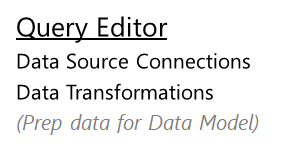 Query Editor
Data Source Connections
Data Transformations
(Prep data for Data Model)